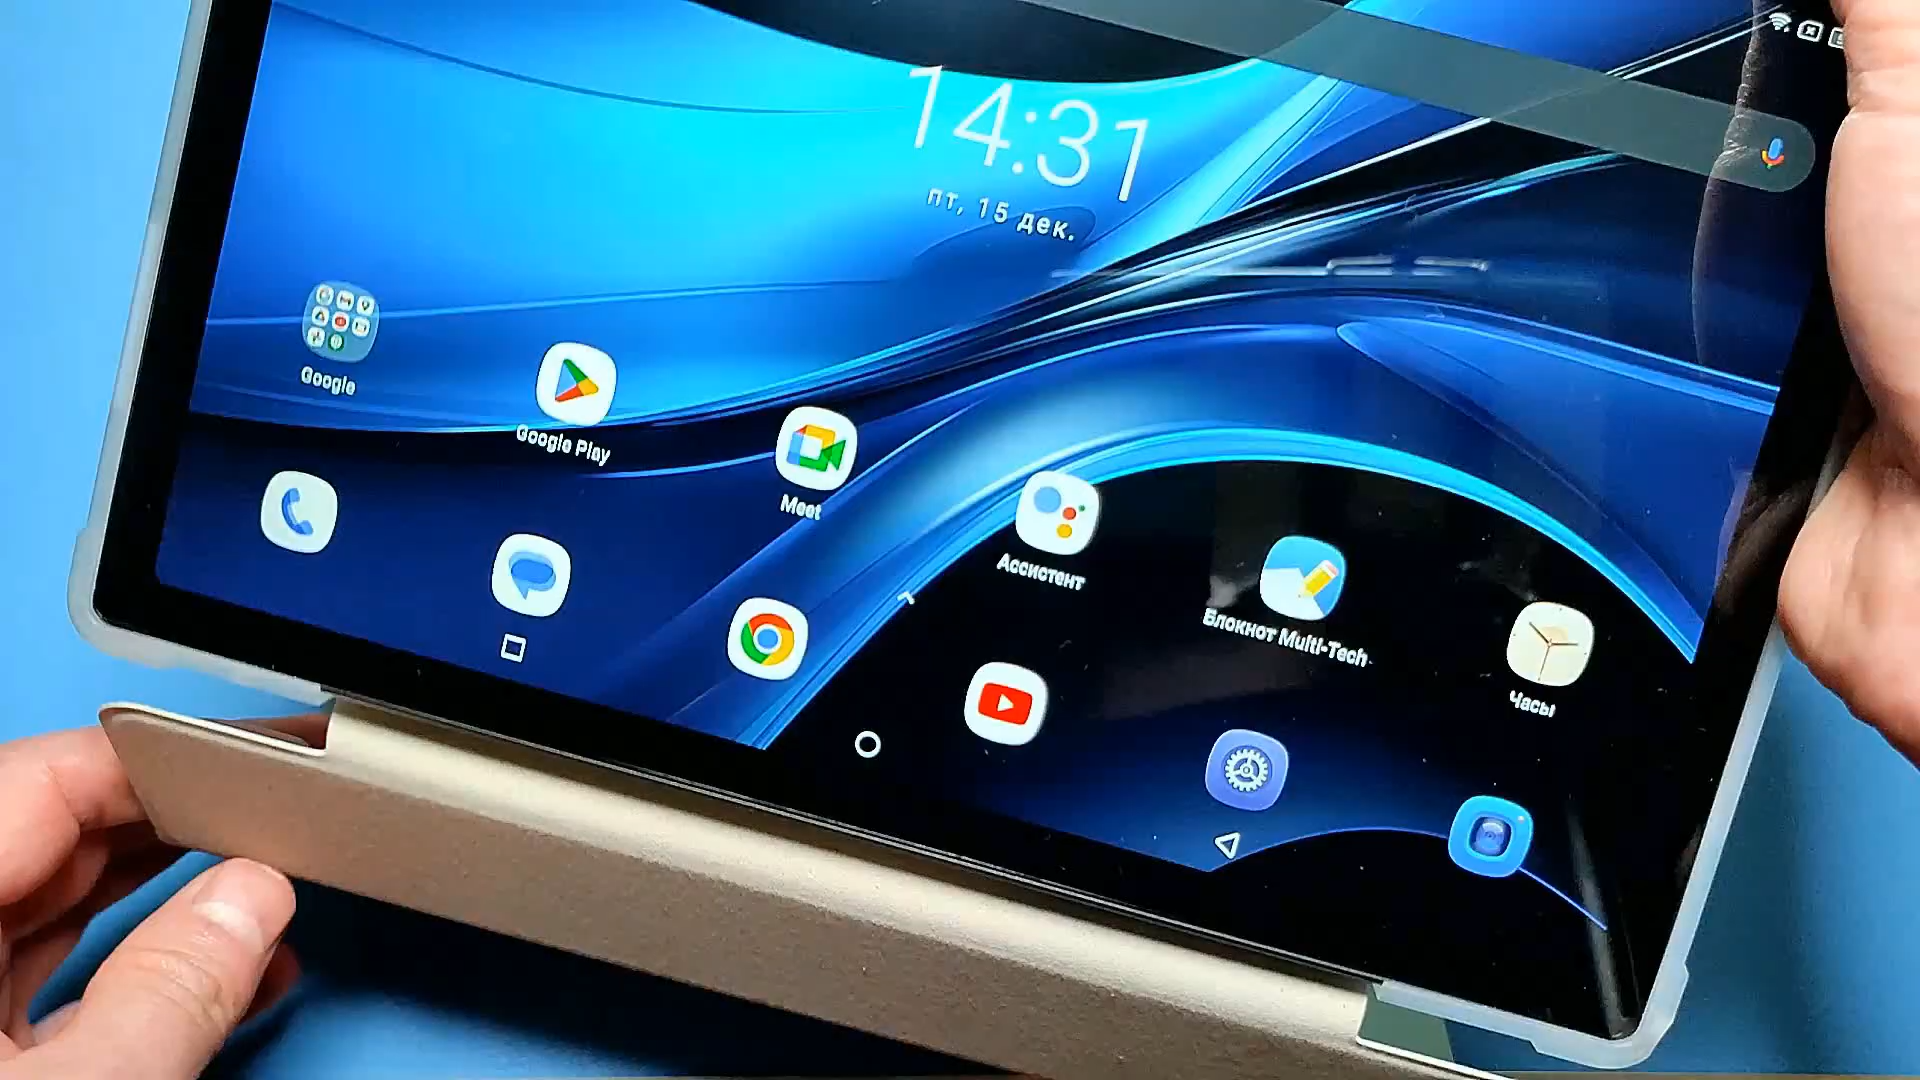 14:31
пт, 15 дек.
Google
Google Play
Meet
Ассистент
Блокнот Multi-Tech
Часы